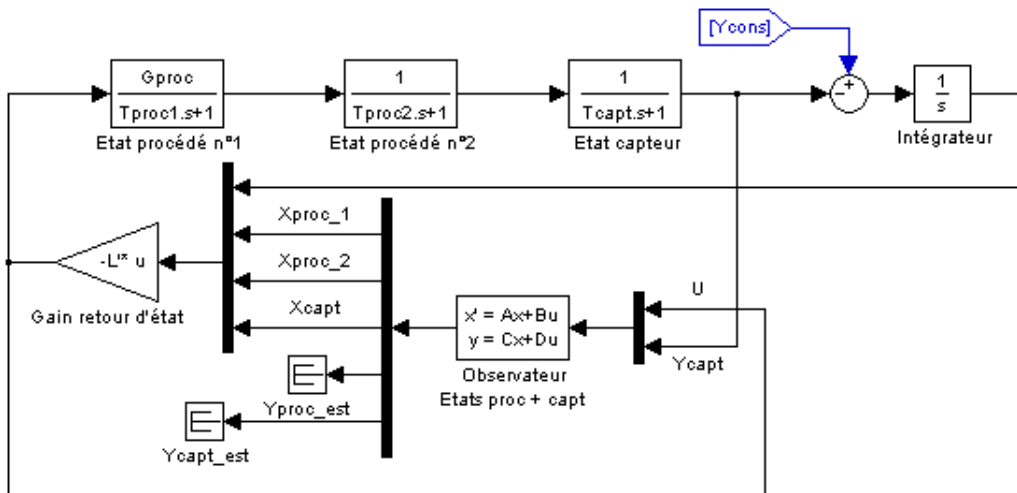 [Ycons]
Gproc
Tproc1.s+1
Etat procédé n°1
1
Tproc2.s+1
Etat procédé n°2
1
Tcapt.s+1
Etat capteur
- +
1
s
Intégrateur
Xproc_1
Xproc_2
Xcapt
-L'* u
Gain retour d'état
x' = Ax+Bu
y = Cx+Du
Observateur
Etats proc + capt
U
Ycapt
Yproc_est
Ycapt_est